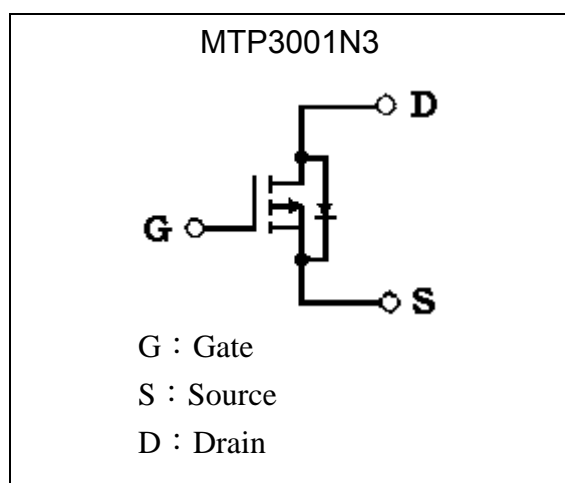 MTP3001N3
D
G
S
G：Gate
S：Source
D：Drain